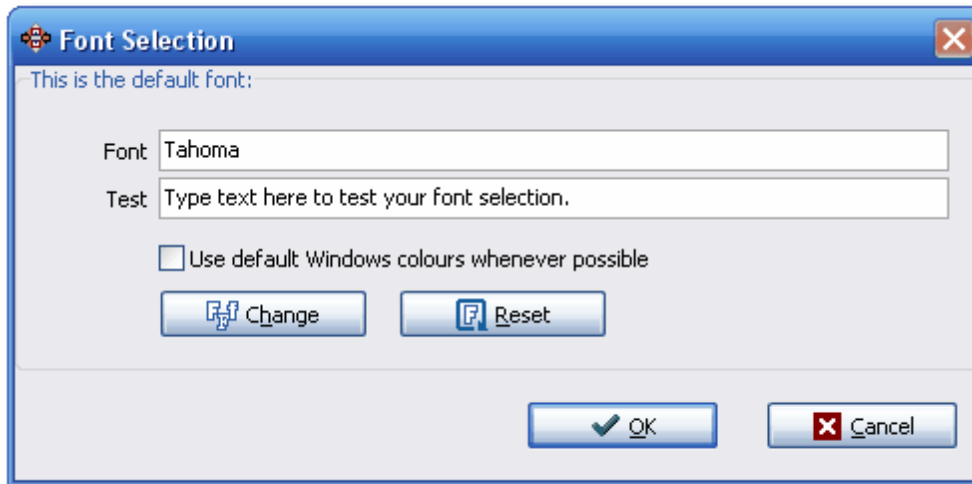 Font Selection
This is the default font:
Font Tahoma
Test Type text here to test your font selection.
Use default Windows colours whenever possible
Change Reset
OK Cancel